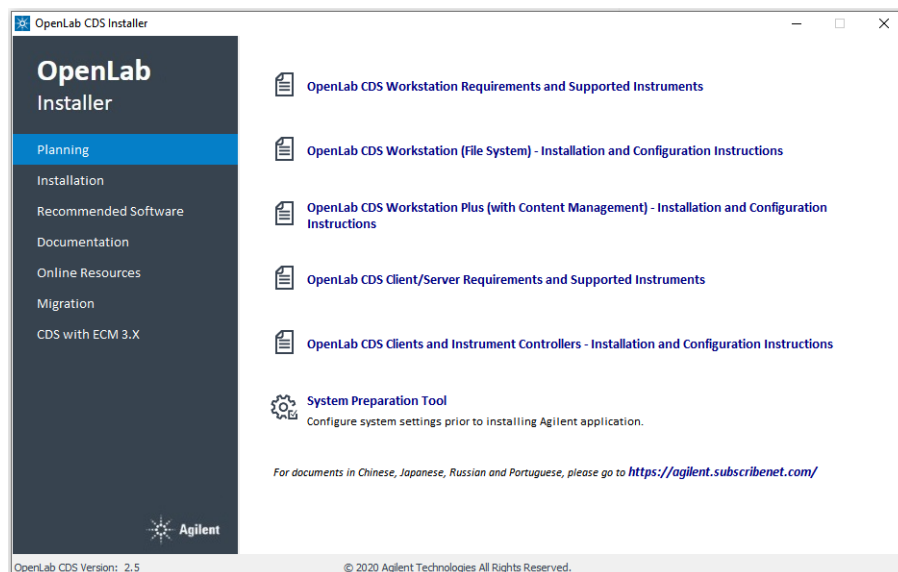 OpenLab CDS Installer
OpenLab
Installer
Planning
Installation
Recommended Software
Documentation
Online Resources
Migration
CDS with ECM 3.X
Agilent
OpenLab CDS Workstation Requirements and Supported Instruments
OpenLab CDS Workstation (File System) - Installation and Configuration Instructions
OpenLab CDS Workstation Plus (with Content Management) - Installation and Configuration
Instructions
OpenLab CDS Client/Server Requirements and Supported Instruments
OpenLab CDS Clients and Instrument Controllers - Installation and Configuration Instructions
System Preparation Tool
Configure system settings prior to installing Agilent application.
For documents in Chinese, Japanese, Russian and Portuguese, please go to https://agilent.subscribenet.com/
OpenLab CDS Version: 2.5
© 2020 Agilent Technologies All Rights Reserved.